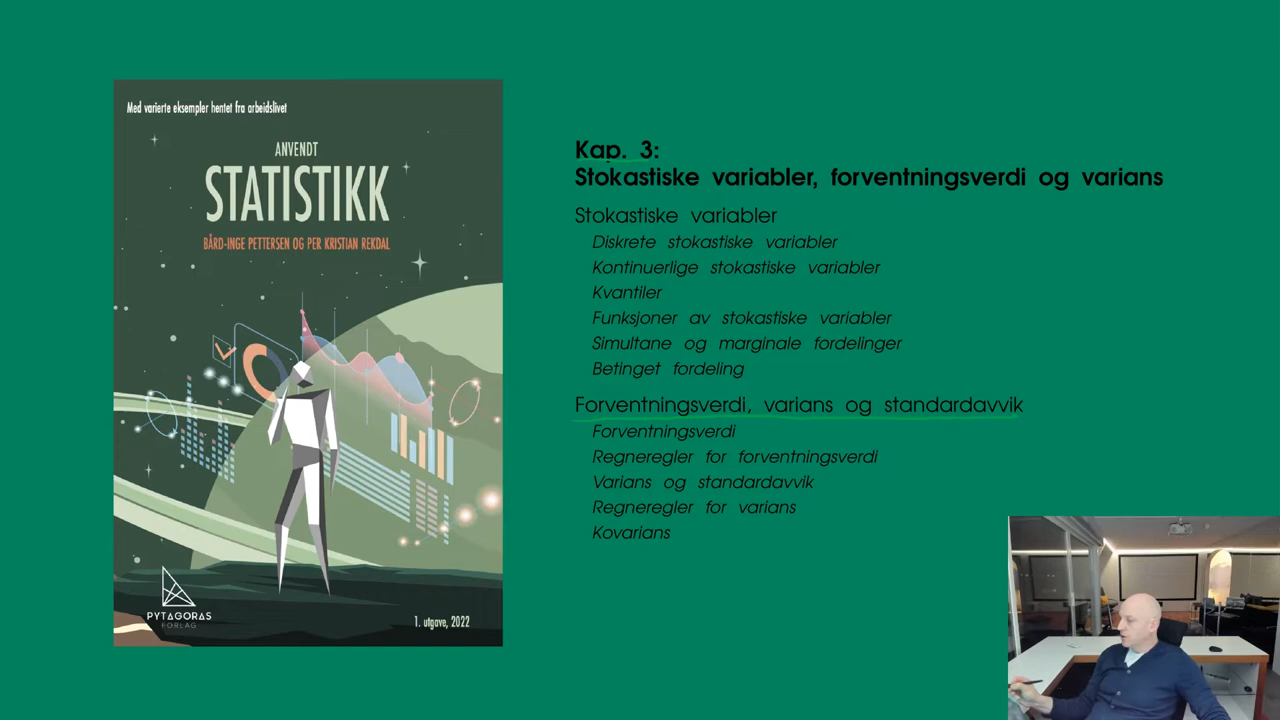 Med varierte eksempler hentet fra arbeidslivet
ANVENDT
STATISTIKK
BÅRD-INGE PETTERSEN OG PER KRISTIAN REKDAL
PYTAGORAS
FORLAG
1. utgave, 2022
Kap. 3:
Stokastiske variabler, forventningsverdi og varians
Stokastiske variabler
Diskrete stokastiske variabler
Kontinuerlige stokastiske variabler
Kvantiler
Funksjoner av stokastiske variabler
Simultane og marginale fordelinger
Betinget fordeling
Forventningsverdi, varians og standardavvik
Forventningsverdi
Regneregler for forventningsverdi
Varians og standardavvik
Regneregler for varians
Kovarians